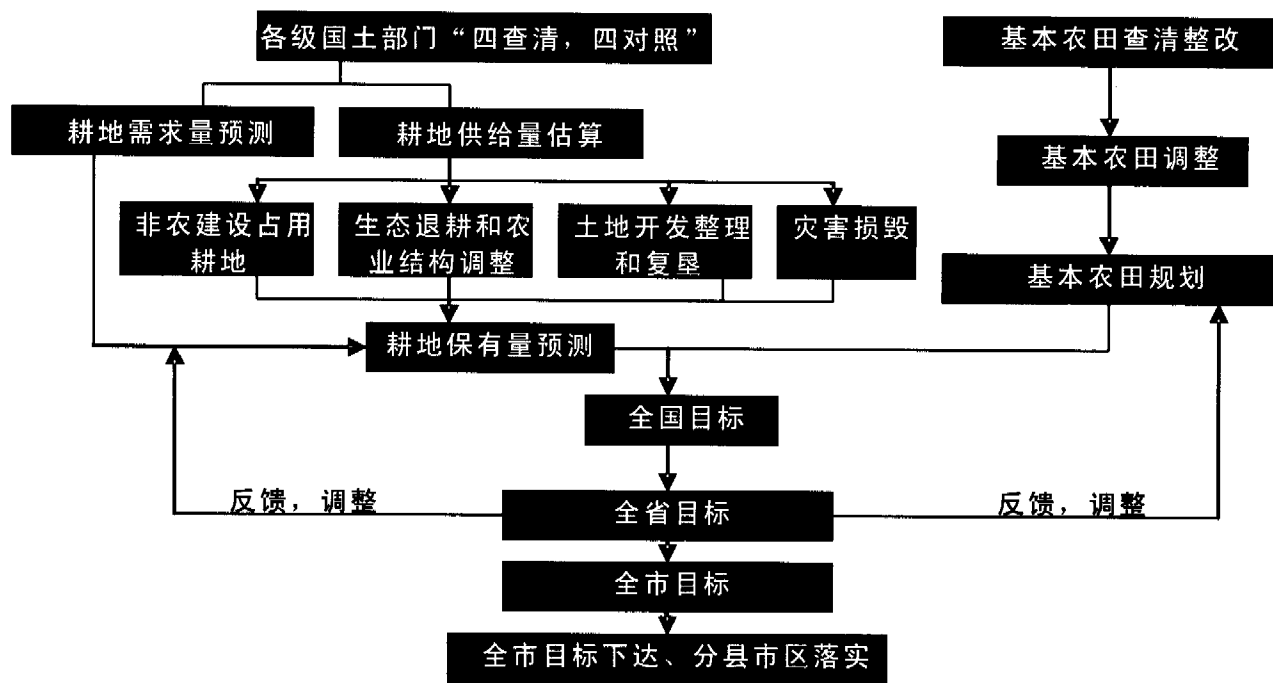 各级国土部门“四查清，四对照”
基本农田查清整改
耕地需求量预测
耕地供给量估算
基本农田调整
非农建设占用
耕地
生态退耕和农
业结构调整
土地开发整理
和复垦
灾害损毁
基本农田规划
耕地保有量预测
全国目标
反馈，调整
全省目标
反馈，调整
全市目标
全市目标下达、分县市区落实